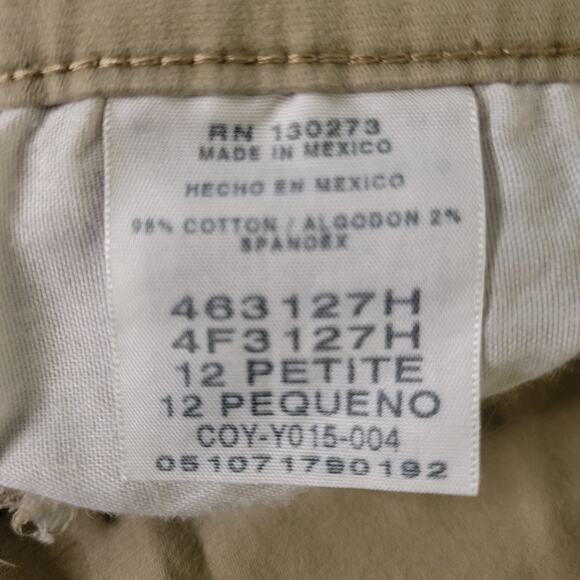 RN 130273
MADE IN MEXICO
HECHO EN MEXICO
98% COTTON / ALGODON 2%
SPANDEX
463127H
4F3127H
12 PETITE
12 PEQUENO
COY-Y015-004
051071790192